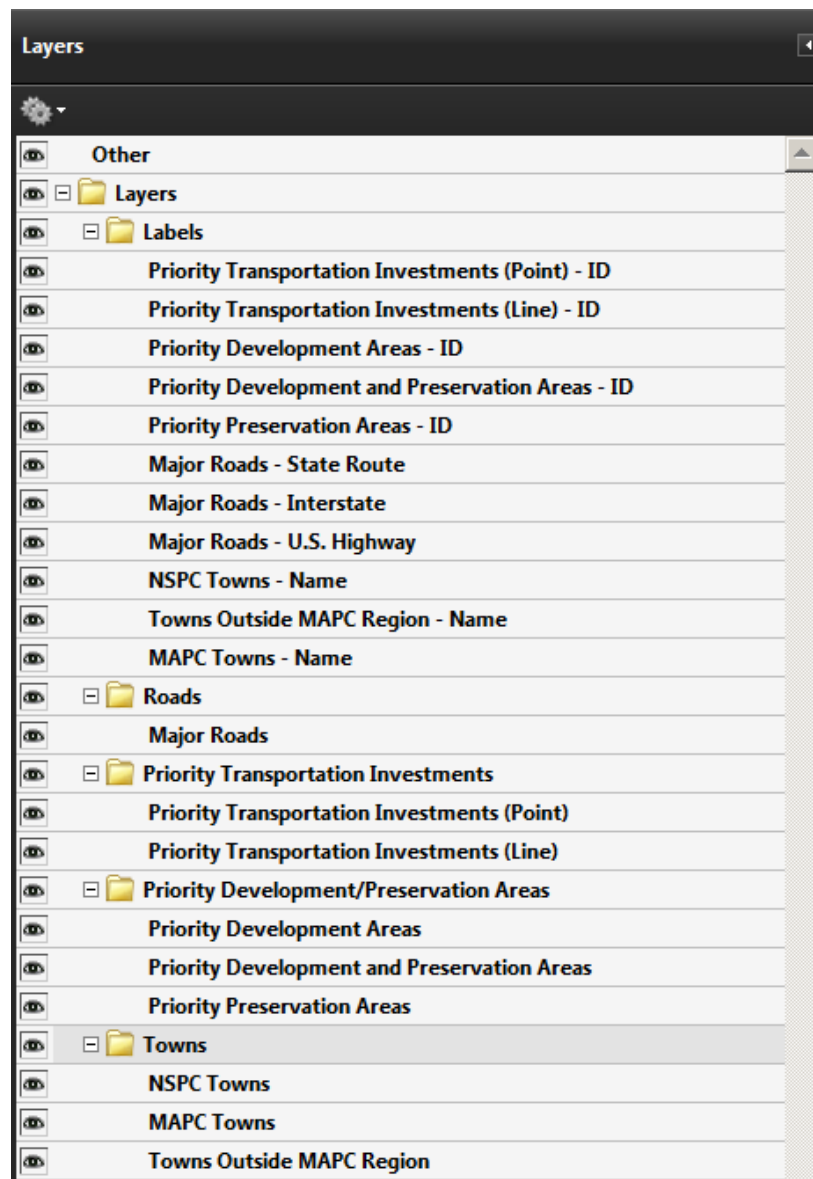 Layers
Other
Layers
Labels
Priority Transportation Investments (Point) - ID
Priority Transportation Investments (Line) - ID
Priority Development Areas - ID
Priority Development and Preservation Areas - ID
Priority Preservation Areas - ID
Major Roads - State Route
Major Roads - Interstate
Major Roads - U.S. Highway
NSPC Towns - Name
Towns Outside MAPC Region - Name
MAPC Towns - Name
Roads
Major Roads
Priority Transportation Investments
Priority Transportation Investments (Point)
Priority Transportation Investments (Line)
Priority Development/Preservation Areas
Priority Development Areas
Priority Development and Preservation Areas
Priority Preservation Areas
Towns
NSPC Towns
MAPC Towns
Towns Outside MAPC Region